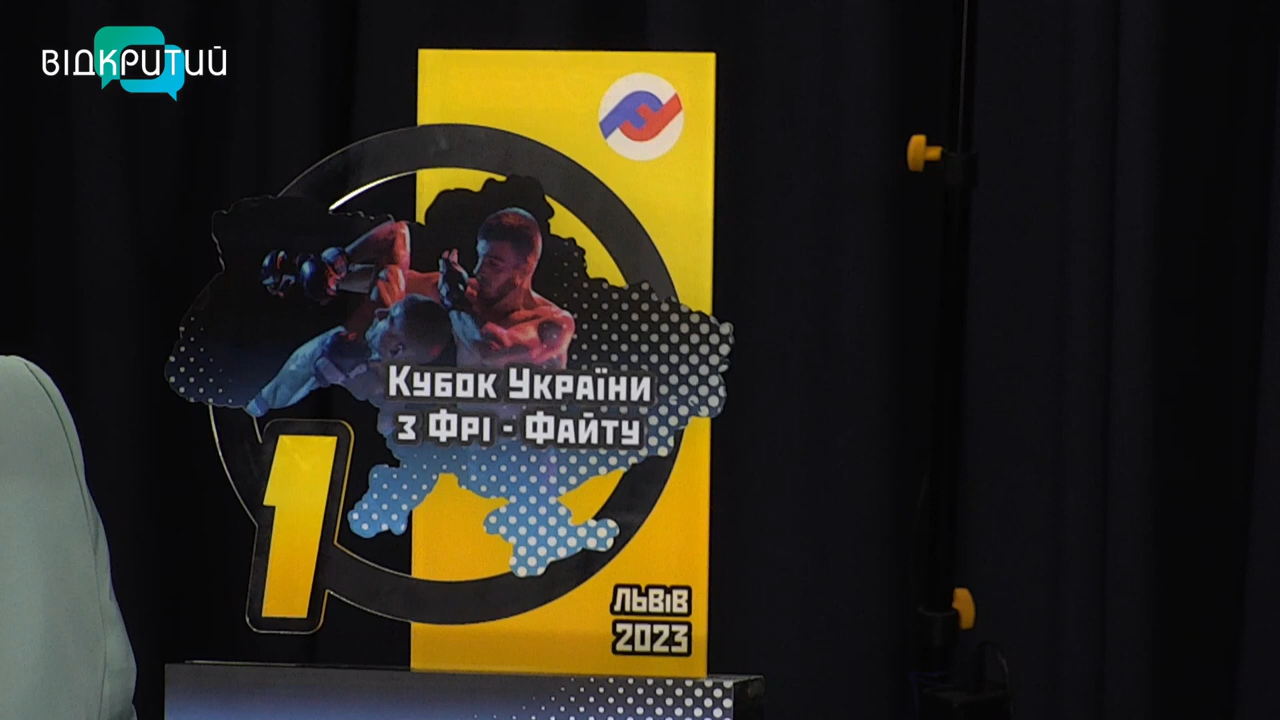 ВІДКРИТИЙ
Кубок України
з Фрі - Файту
1
Львів
2023